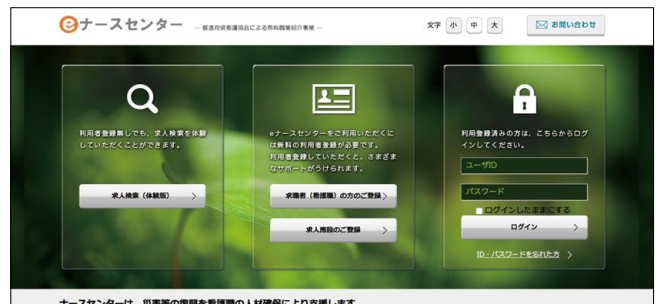 eナースセンター
― 都道府県看護協会による無料職業紹介事業 ―
文字 小 中 大
お問い合わせ
利用者登録無しでも、求人検索を体験
していただくことができます。
求人検索（体験版）
eナースセンターをご利用いただくに
は無料の利用者登録が必要です。
利用者登録していただくと、さまざま
なサポートがうけられます。
求職者（看護職）の方のご登録
求人施設のご登録
利用登録済みの方は、こちらからログ
インしてください。
ユーザID
パスワード
ログインしたままにする
ログイン
ID・パスワードを忘れた方
ナースセンターは、災害等の復興を看護職の人材確保により支援します